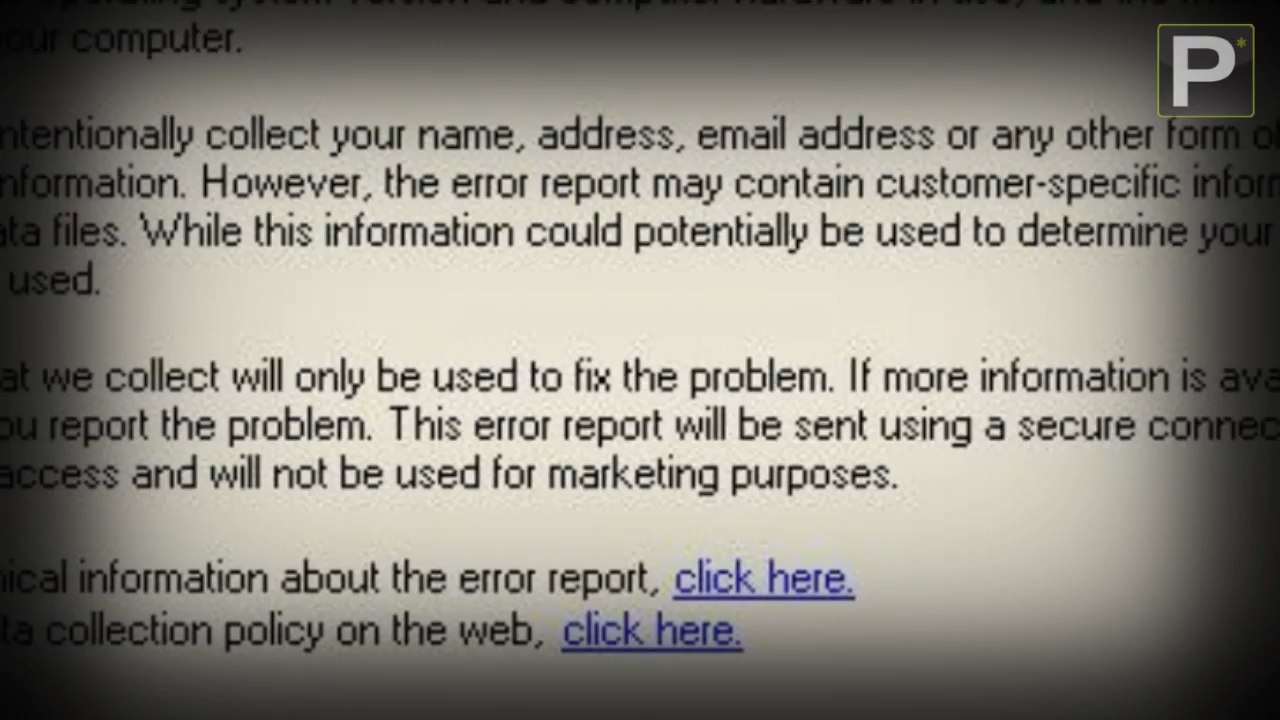 your computer.
P*
ntentionally collect your name, address, email address or any other form o
nformation. However, the error report may contain customer-specific inform
ata files. While this information could potentially be used to determine your
used.
at we collect will only be used to fix the problem. If more information is ava
ou report the problem. This error report will be sent using a secure connec
access and will not be used for marketing purposes.
nical information about the error report, click here.
ta collection policy on the web, click here.